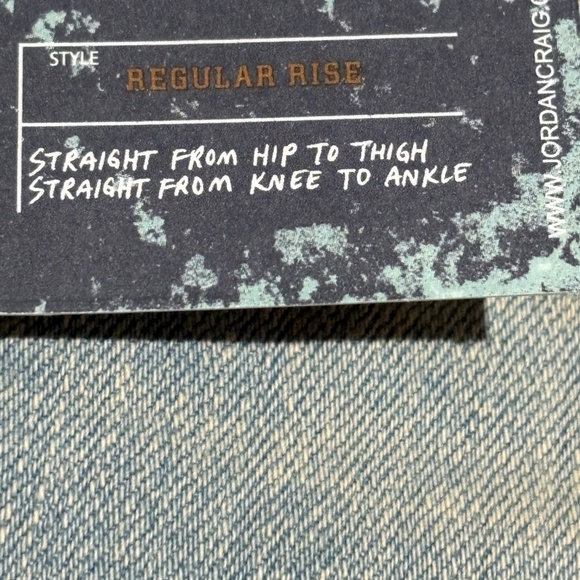 STYLE
REGULAR RISE
STRAIGHT FROM HIP TO THIGH
STRAIGHT FROM KNEE TO ANKLE
WWW.JORDANCRAIG.